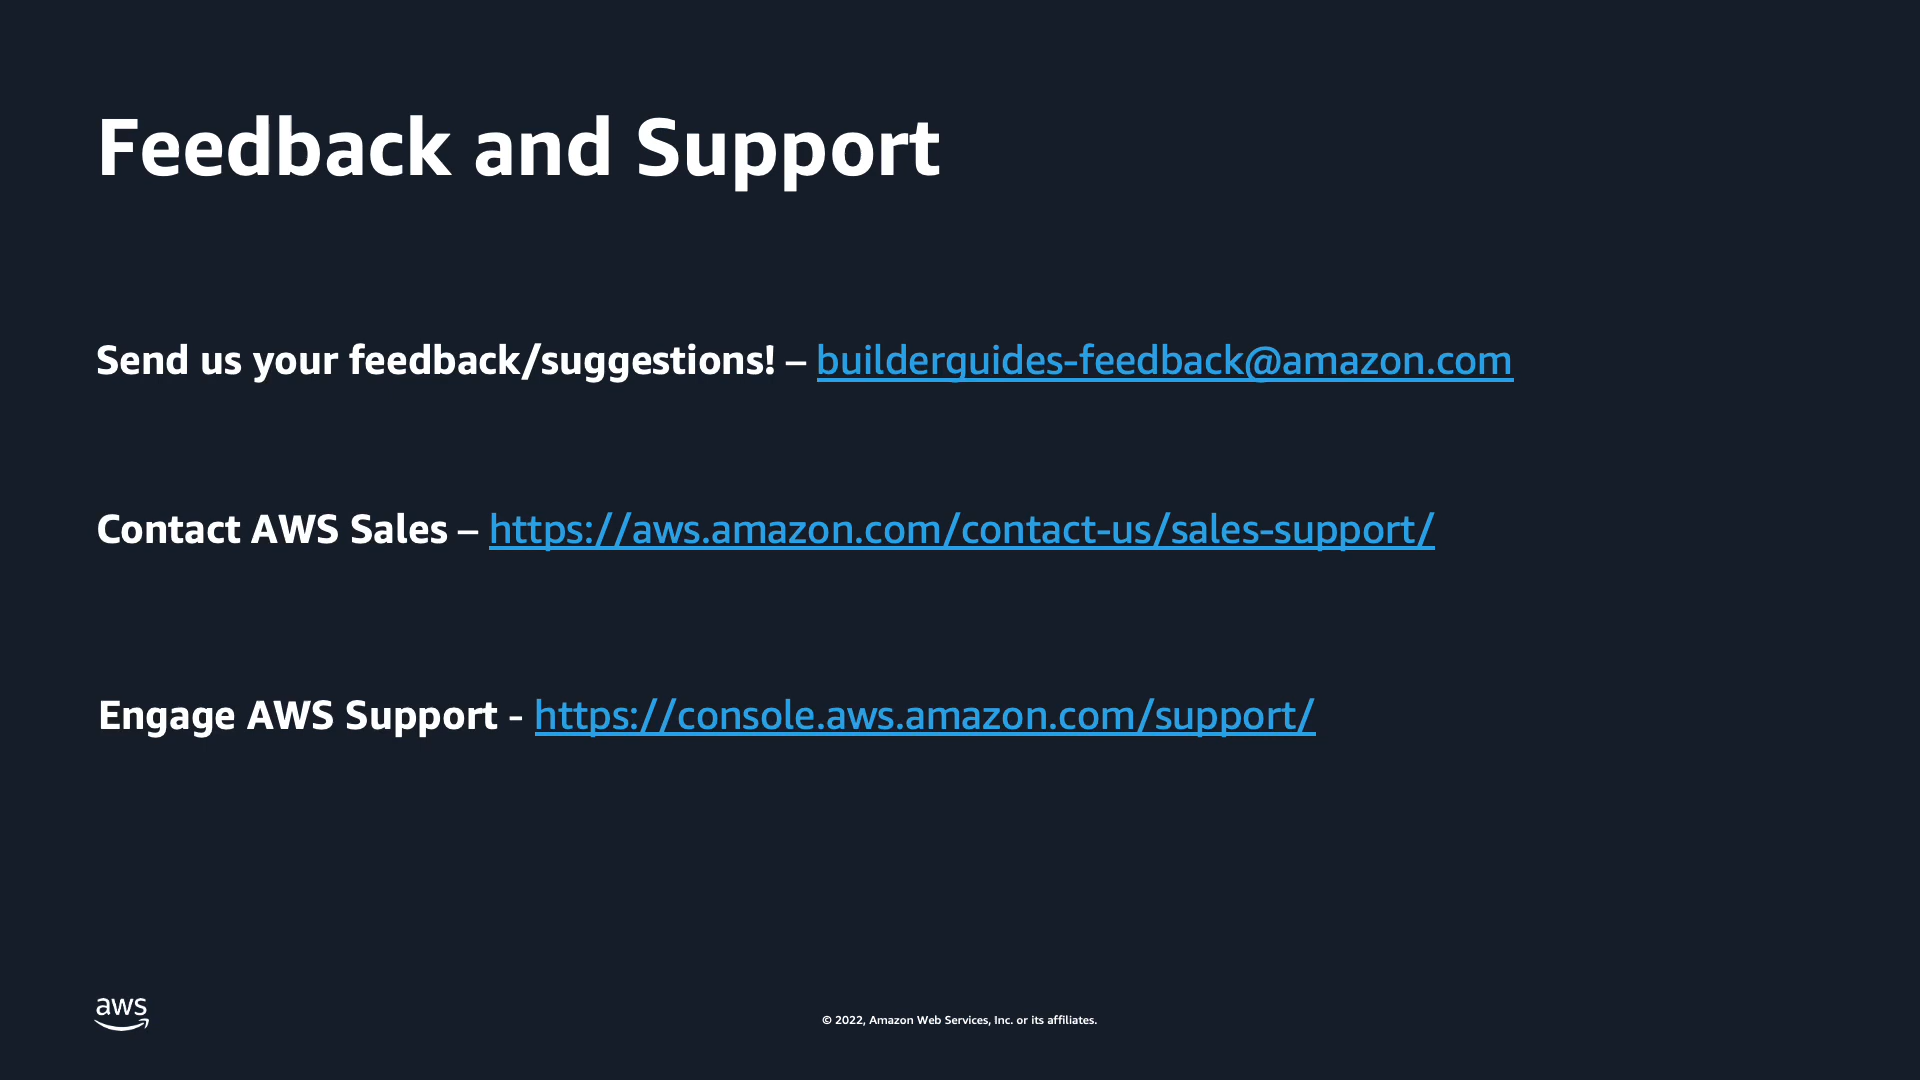 Feedback and Support
Send us your feedback/suggestions! – builderguides-feedback@amazon.com
Contact AWS Sales – https://aws.amazon.com/contact-us/sales-support/
Engage AWS Support - https://console.aws.amazon.com/support/
aws
© 2022, Amazon Web Services, Inc. or its affiliates.